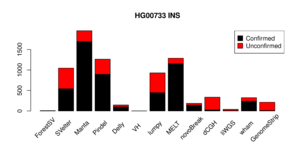 HG00733 INS
Confirmed
Unconfirmed
1500
1000
500
0
ForestSV
SVelter
Manta
Pindel
Delly
VH
lumpy
MELT
novoBreak
dCGH
iWGS
wham
GenomeStrip